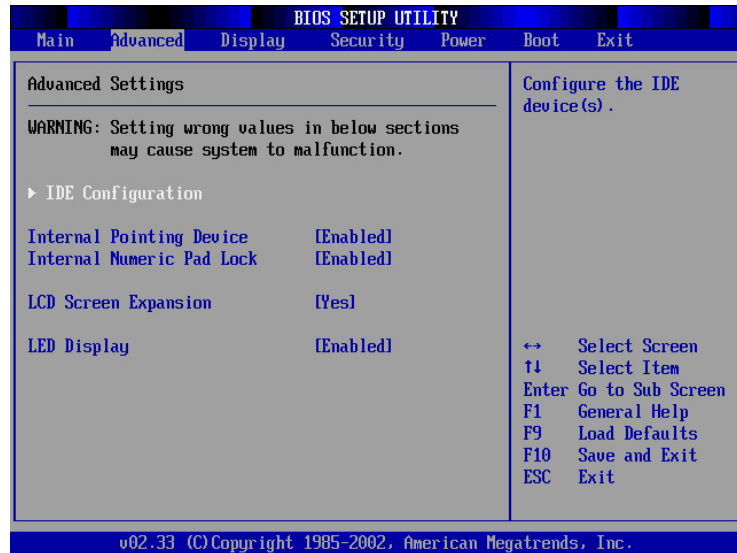 BIOS SETUP UTILITY
Main Advanced Display Security Power Boot Exit
Advanced Settings
WARNING: Setting wrong values in below sections
may cause system to malfunction.
▶ IDE Configuration
Internal Pointing Device [Enabled]
Internal Numeric Pad Lock [Enabled]
LCD Screen Expansion [Yes]
LED Display [Enabled]
Configure the IDE
device(s).
↔ Select Screen
↑↓ Select Item
Enter Go to Sub Screen
F1 General Help
F9 Load Defaults
F10 Save and Exit
ESC Exit
v02.33 (C)Copyright 1985-2002, American Megatrends, Inc.